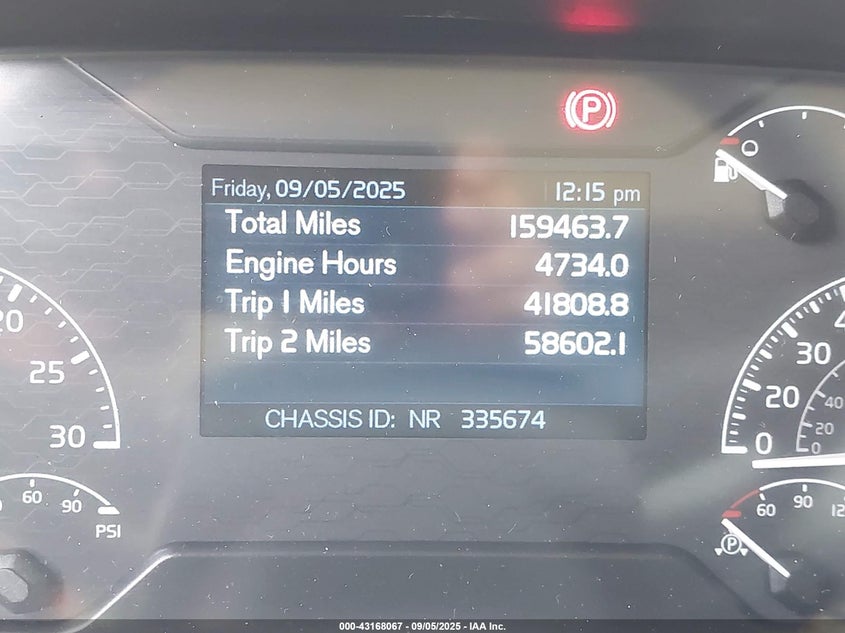 P
Friday, 09/05/2025 12:15 pm
Total Miles 159463.7
Engine Hours 4734.0
Trip 1 Miles 41808.8
Trip 2 Miles 58602.1
CHASSIS ID: NR 335674
20
25
30
60
90
PSI
30
20
0
40
20
0
60
90
P
000-43168067 - 09/05/2025 - IAA Inc.